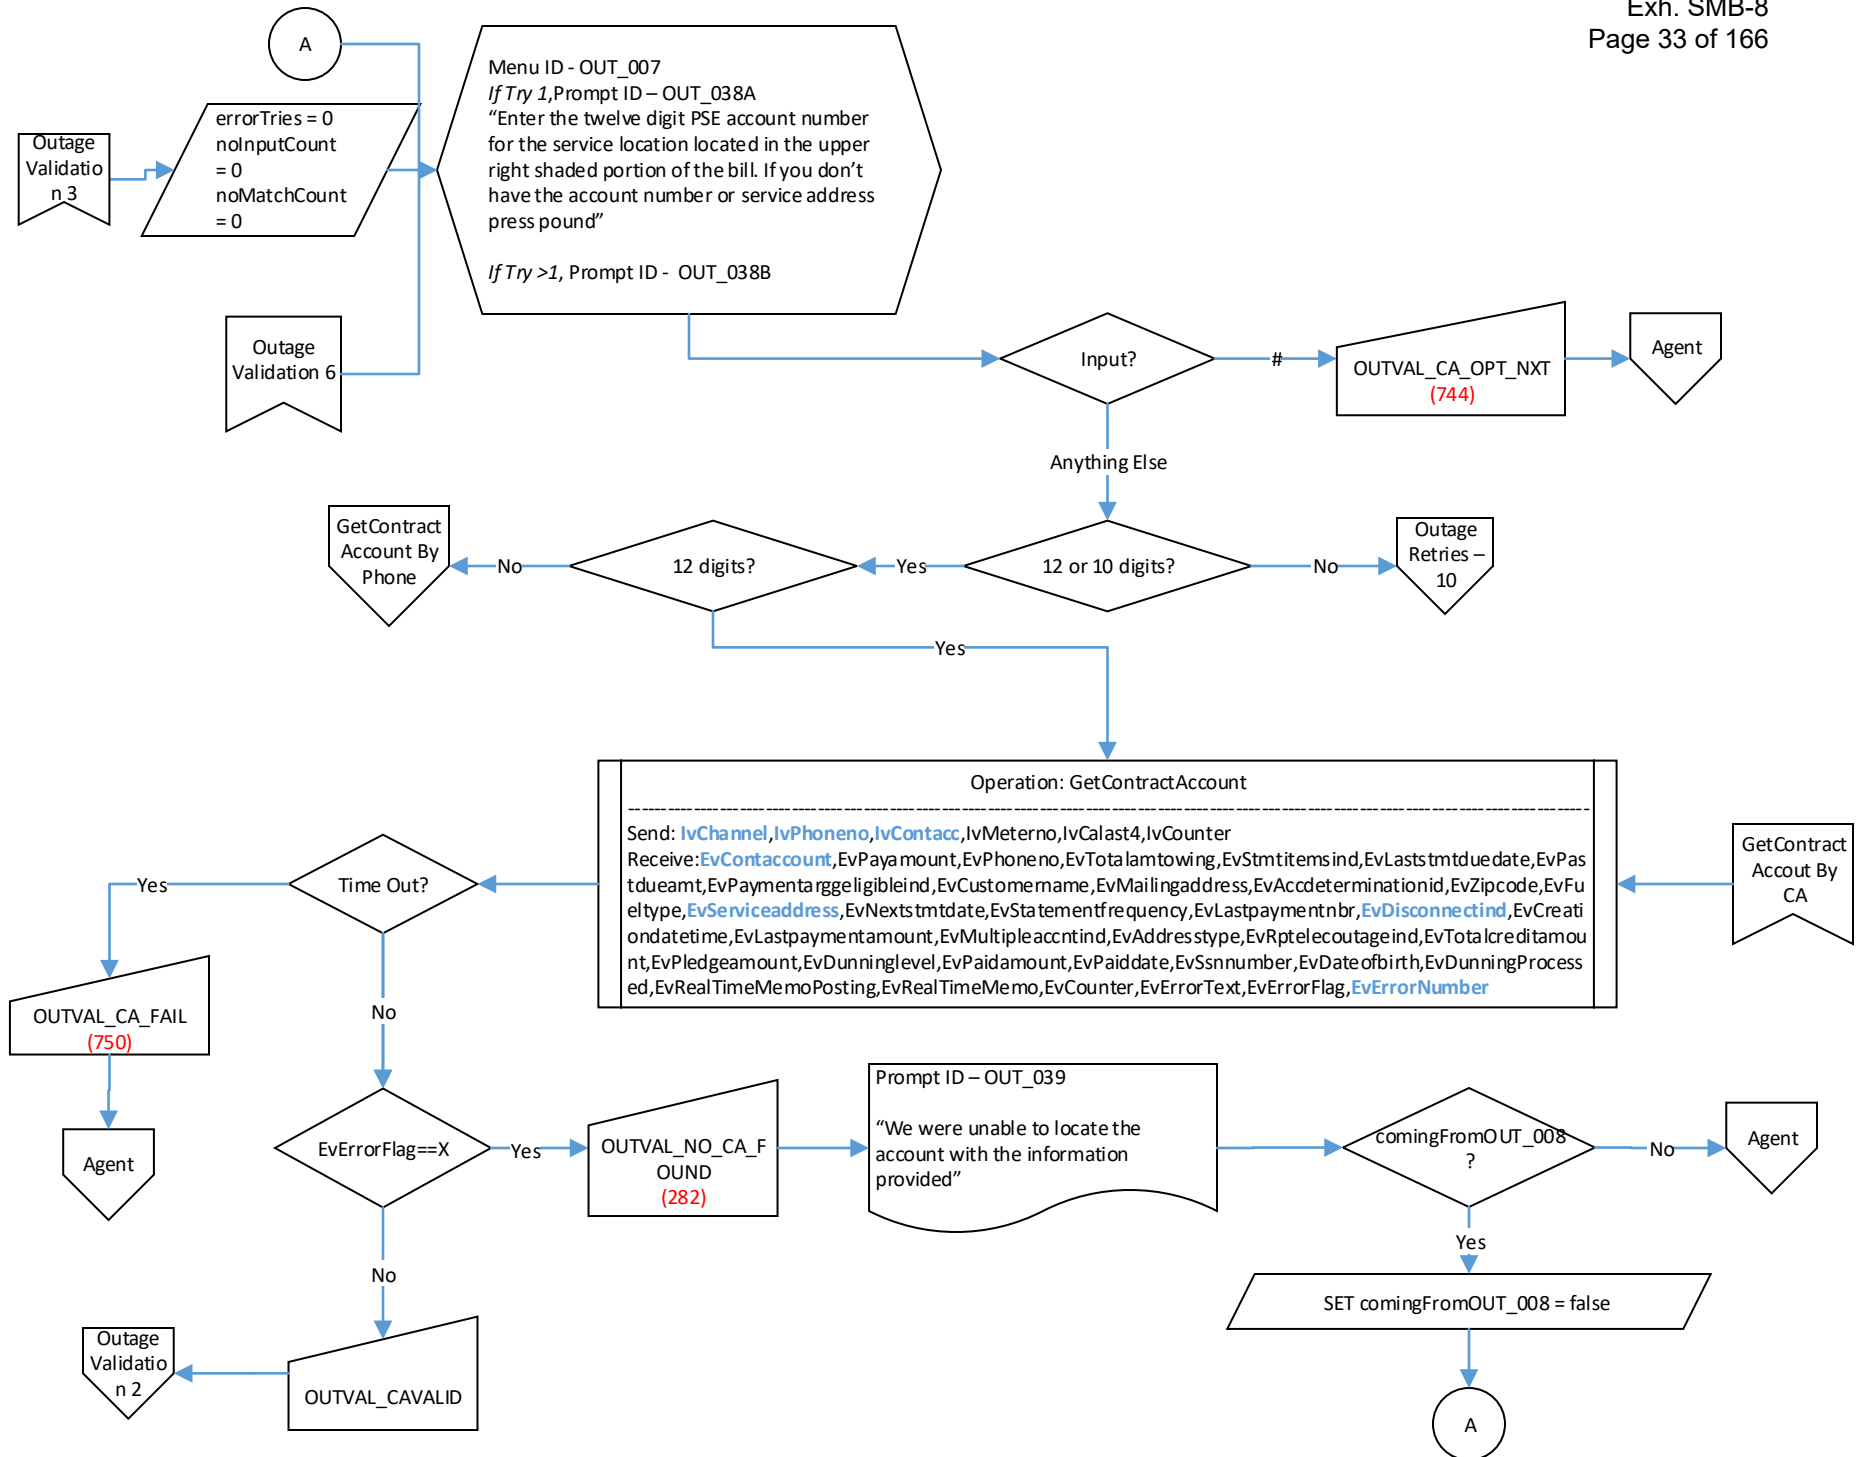 Exh. SMB-8
Page 33 of 166
A
Menu ID - OUT_007
If Try 1,Prompt ID – OUT_038A
“Enter the twelve digit PSE account number
for the service location located in the upper
right shaded portion of the bill. If you don’t
have the account number or service address
press pound”
If Try >1, Prompt ID -  OUT_038B
errorTries = 0
noInputCount
= 0
noMatchCount
= 0
Outage
Validatio
n 3
Outage
Validation 6
Input?
#
OUTVAL_CA_OPT_NXT
(744)
Agent
Anything Else
GetContract
Account By
Phone
No
12 digits?
Yes
12 or 10 digits?
No
Outage
Retries –
10
Yes
Operation: GetContractAccount
Send: IvChannel,IvPhoneno,IvContacc,IvMeterno,IvCalast4,IvCounter
Receive:EvContaccount,EvPayamount,EvPhoneno,EvTotalamtowing,EvStmtitemsind,EvLaststmtduedate,EvPas
tdueamt,EvPaymentarggeligibleind,EvCustomername,EvMailingaddress,EvAccdeterminationid,EvZipcode,EvFu
eltype,EvServiceaddress,EvNextstmtdate,EvStatementfrequency,EvLastpaymentnbr,EvDisconnectind,EvCreati
ondatetime,EvLastpaymentamount,EvMultipleaccntind,EvAddresstype,EvRptelecoutageind,EvTotalcreditamou
nt,EvPledgeamount,EvDunninglevel,EvPaidamount,EvPaiddate,EvSsnnumber,EvDateofbirth,EvDunningProcess
ed,EvRealTimeMemoPosting,EvRealTimeMemo,EvCounter,EvErrorText,EvErrorFlag,EvErrorNumber
GetContract
Accout By
CA
Time Out?
Yes
OUTVAL_CA_FAIL
(750)
Agent
No
EvErrorFlag==X
Yes
OUTVAL_NO_CA_F
OUND
(282)
Prompt ID – OUT_039
“We were unable to locate the
account with the information
provided”
comingFromOUT_008
?
No
Agent
Yes
SET comingFromOUT_008 = false
A
No
OUTVAL_CAVALID
Outage
Validatio
n 2